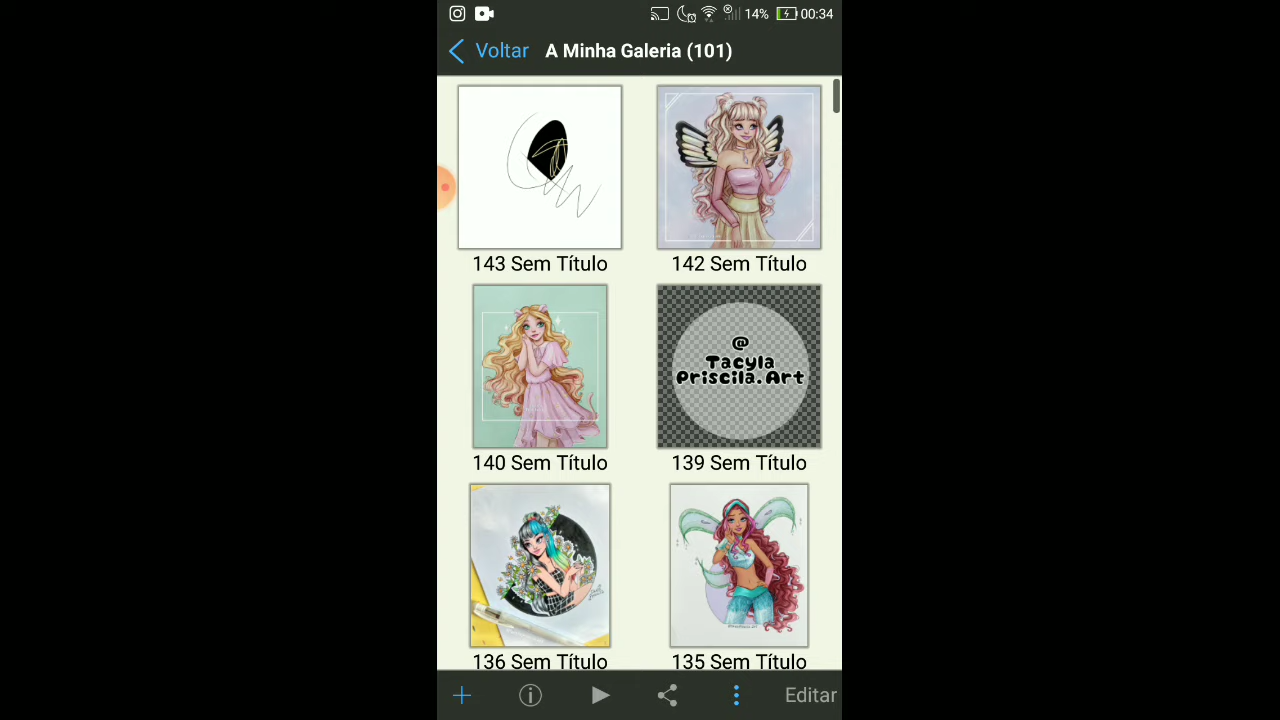 14% 00:34
Voltar A Minha Galeria (101)
143 Sem Título
142 Sem Título
140 Sem Título
139 Sem Título
@
Tacyla
Priscila.Art
136 Sem Título
135 Sem Título
Editar